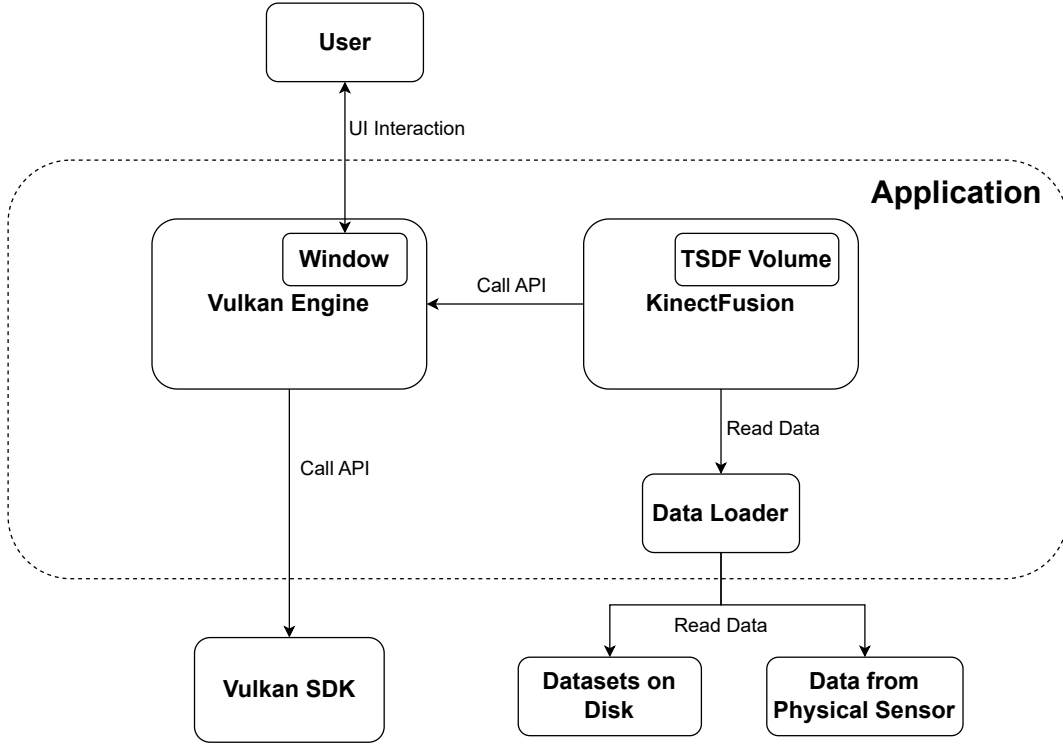 User
UI Interaction
Application
Window
Vulkan Engine
Call API
TSDF Volume
KinectFusion
Read Data
Call API
Data Loader
Read Data
Vulkan SDK
Datasets on
Disk
Data from
Physical Sensor